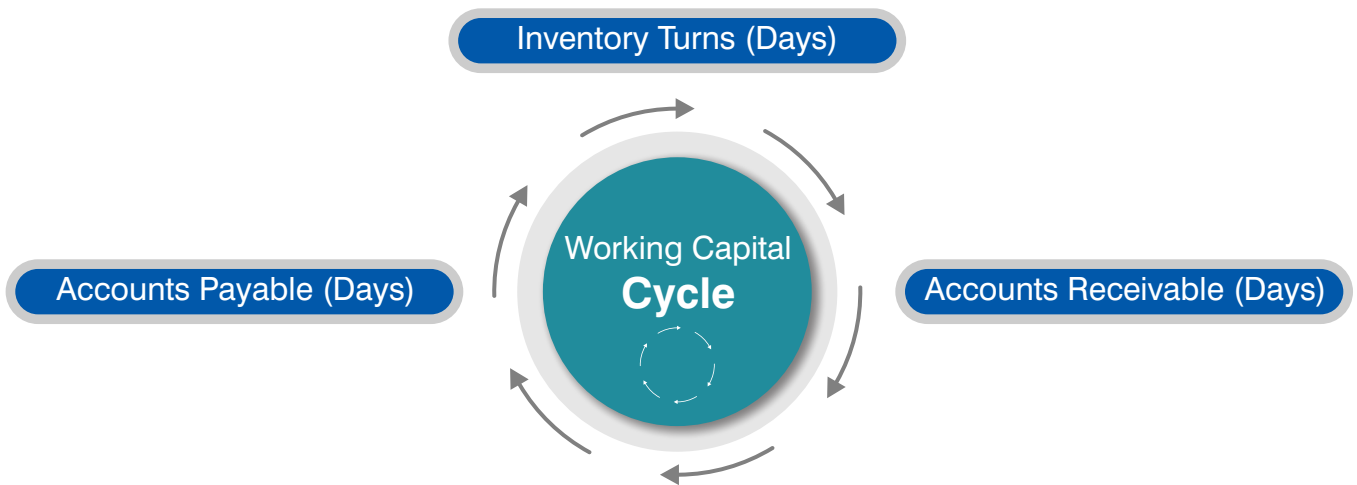 Inventory Turns (Days)
Working Capital
Cycle
Accounts Payable (Days)
Accounts Receivable (Days)